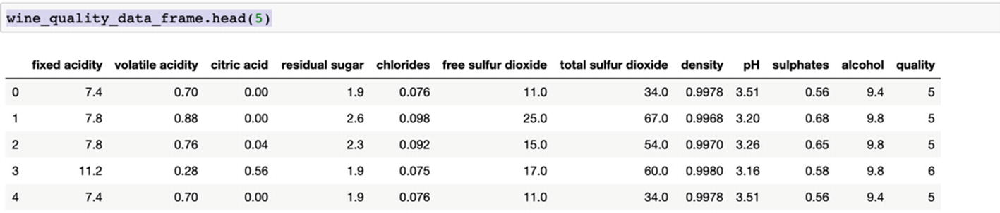 wine_quality_data_frame.head(5)
fixed acidity volatile acidity citric acid residual sugar chlorides free sulfur dioxide total sulfur dioxide density pH sulphates alcohol quality
0 7.4 0.70 0.00 1.9 0.076 11.0 34.0 0.9978 3.51 0.56 9.4 5
1 7.8 0.88 0.00 2.6 0.098 25.0 67.0 0.9968 3.20 0.68 9.8 5
2 7.8 0.76 0.04 2.3 0.092 15.0 54.0 0.9970 3.26 0.65 9.8 5
3 11.2 0.28 0.56 1.9 0.075 17.0 60.0 0.9980 3.16 0.58 9.8 6
4 7.4 0.70 0.00 1.9 0.076 11.0 34.0 0.9978 3.51 0.56 9.4 5